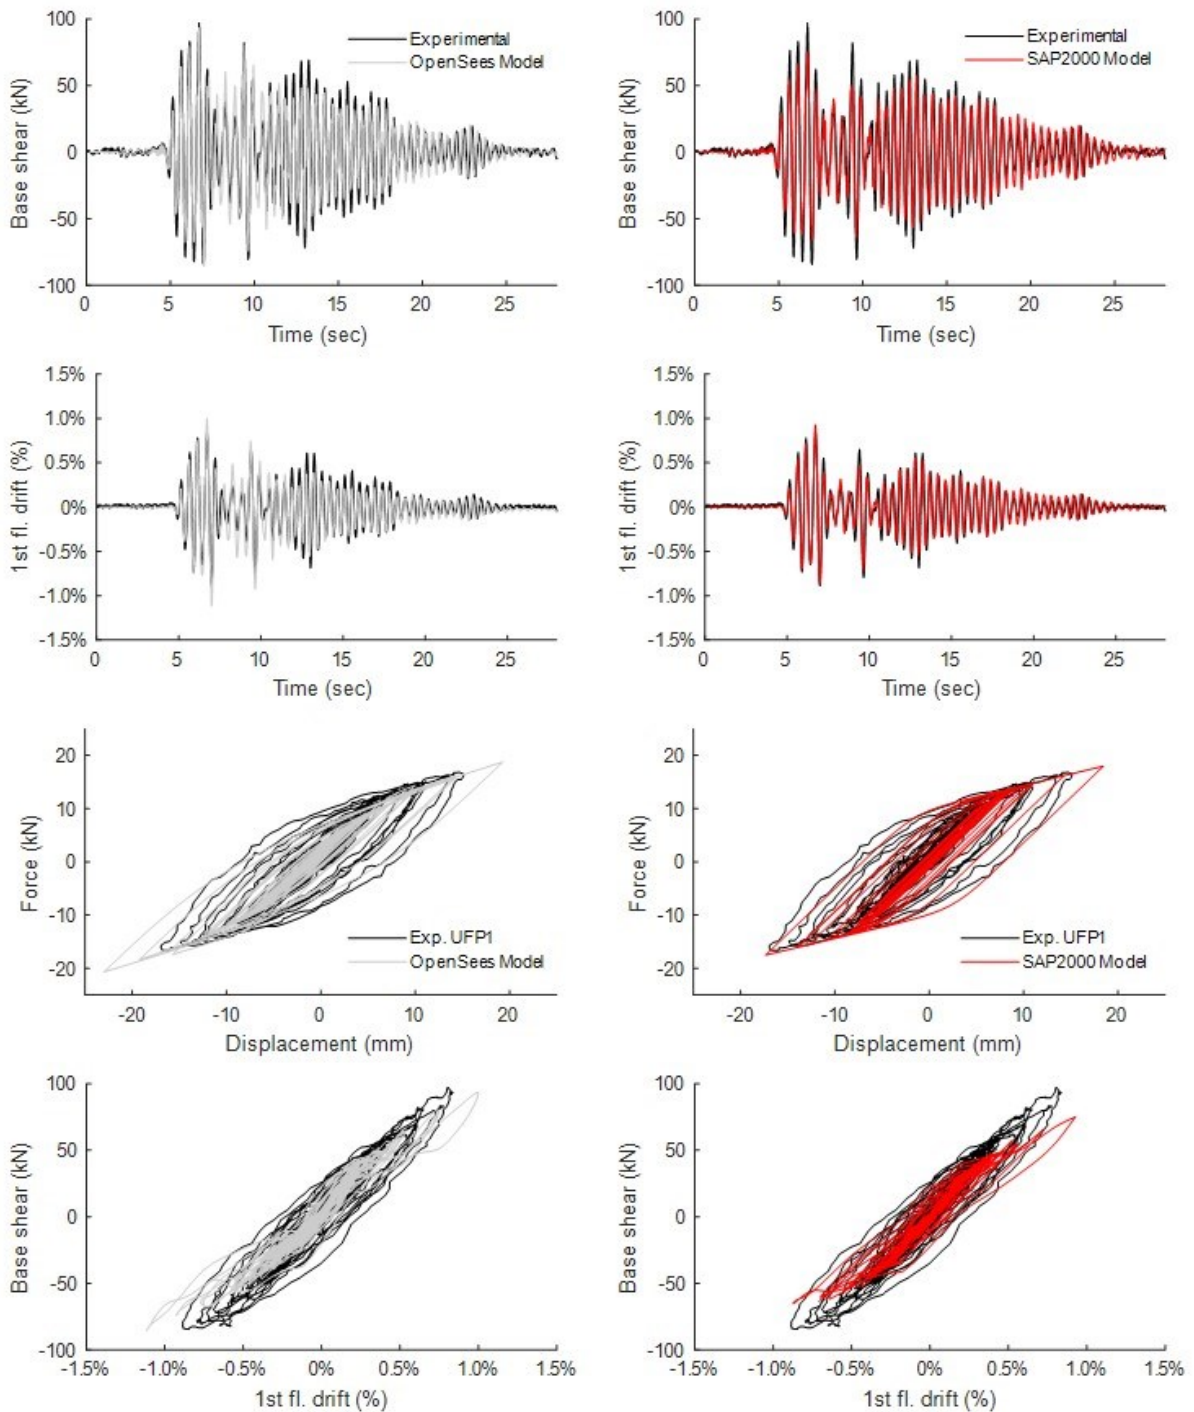 100
50
0
-50
-100
Base shear (kN)
Experimental
OpenSees Model
0 5 10 15 20 25
Time (sec)
100
50
0
-50
-100
Base shear (kN)
Experimental
SAP2000 Model
0 5 10 15 20 25
Time (sec)
1.5%
1.0%
0.5%
0%
-0.5%
-1.0%
-1.5%
1st fl. drift (%)
0 5 10 15 20 25
Time (sec)
1.5%
1.0%
0.5%
0%
-0.5%
-1.0%
-1.5%
1st fl. drift (%)
0 5 10 15 20 25
Time (sec)
20
10
0
-10
-20
Force (kN)
Exp. UFP1
OpenSees Model
-20 -10 0 10 20
Displacement (mm)
20
10
0
-10
-20
Force (kN)
Exp. UFP1
SAP2000 Model
-20 -10 0 10 20
Displacement (mm)
100
50
0
-50
-100
Base shear (kN)
-1.5% -1.0% -0.5% 0% 0.5% 1.0% 1.5%
1st fl. drift (%)
100
50
0
-50
-100
Base shear (kN)
-1.5% -1.0% -0.5% 0% 0.5% 1.0% 1.5%
1st fl. drift (%)